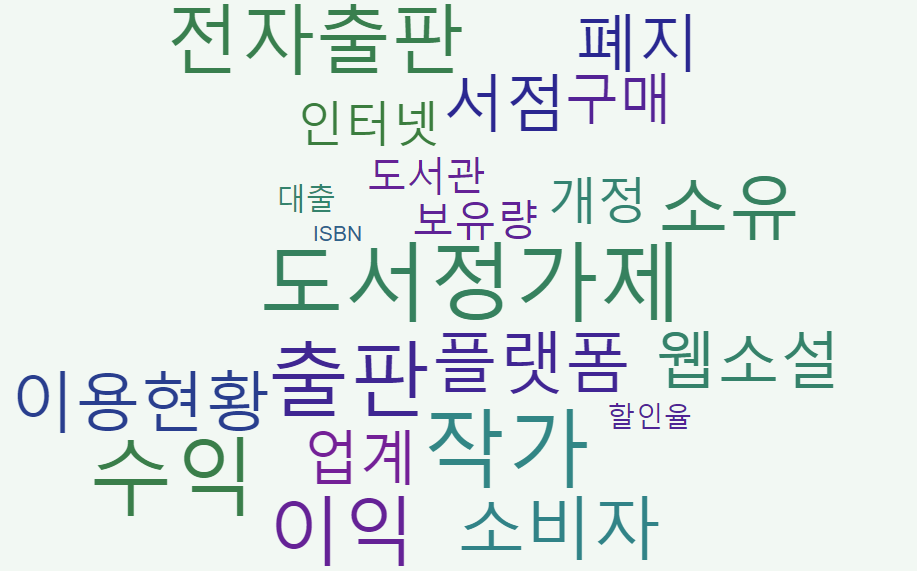 전자출판 폐지
인터넷 서점 구매
대출 도서관 개정 소유
ISBN 보유량
도서정가제
이용현황 출판 플랫폼 웹소설
할인율
수익 업계 작가
이익 소비자